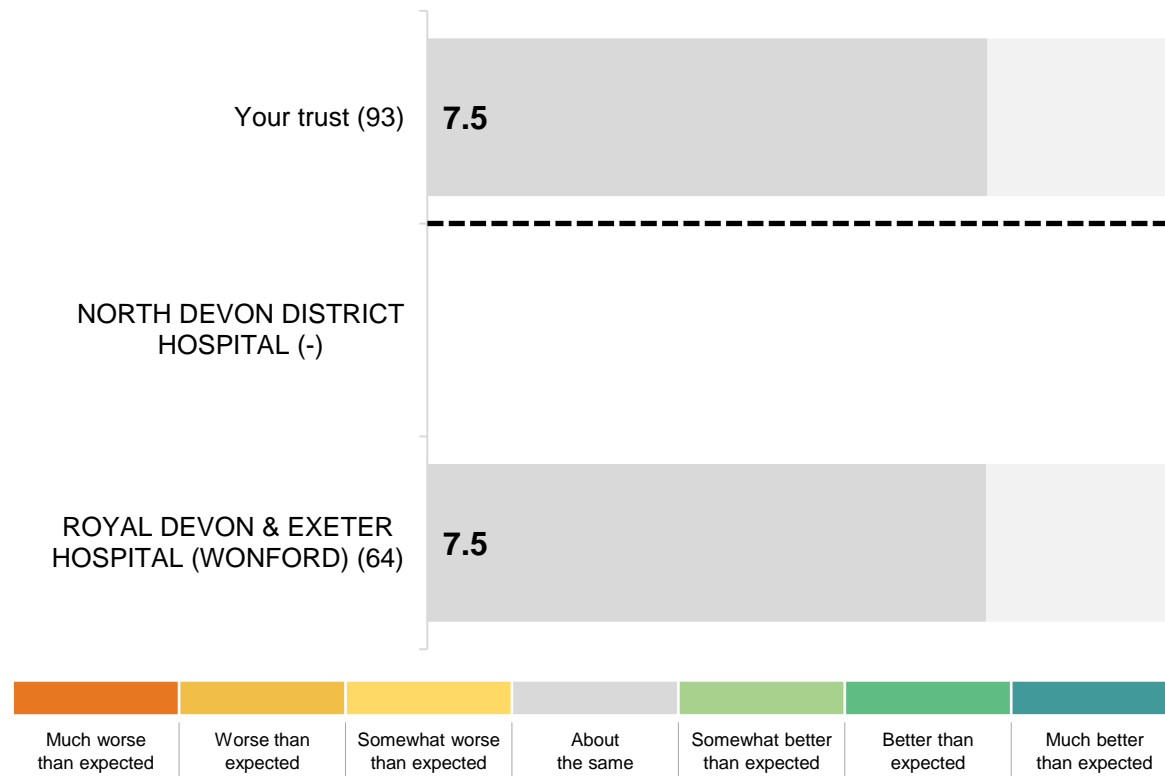 Your trust (93)
7.5
NORTH DEVON DISTRICT
HOSPITAL (-)
ROYAL DEVON & EXETER
HOSPITAL (WONFORD) (64)
7.5
Much worse
than expected
Worse than
expected
Somewhat worse
than expected
About
the same
Somewhat better
than expected
Better than
expected
Much better
than expected